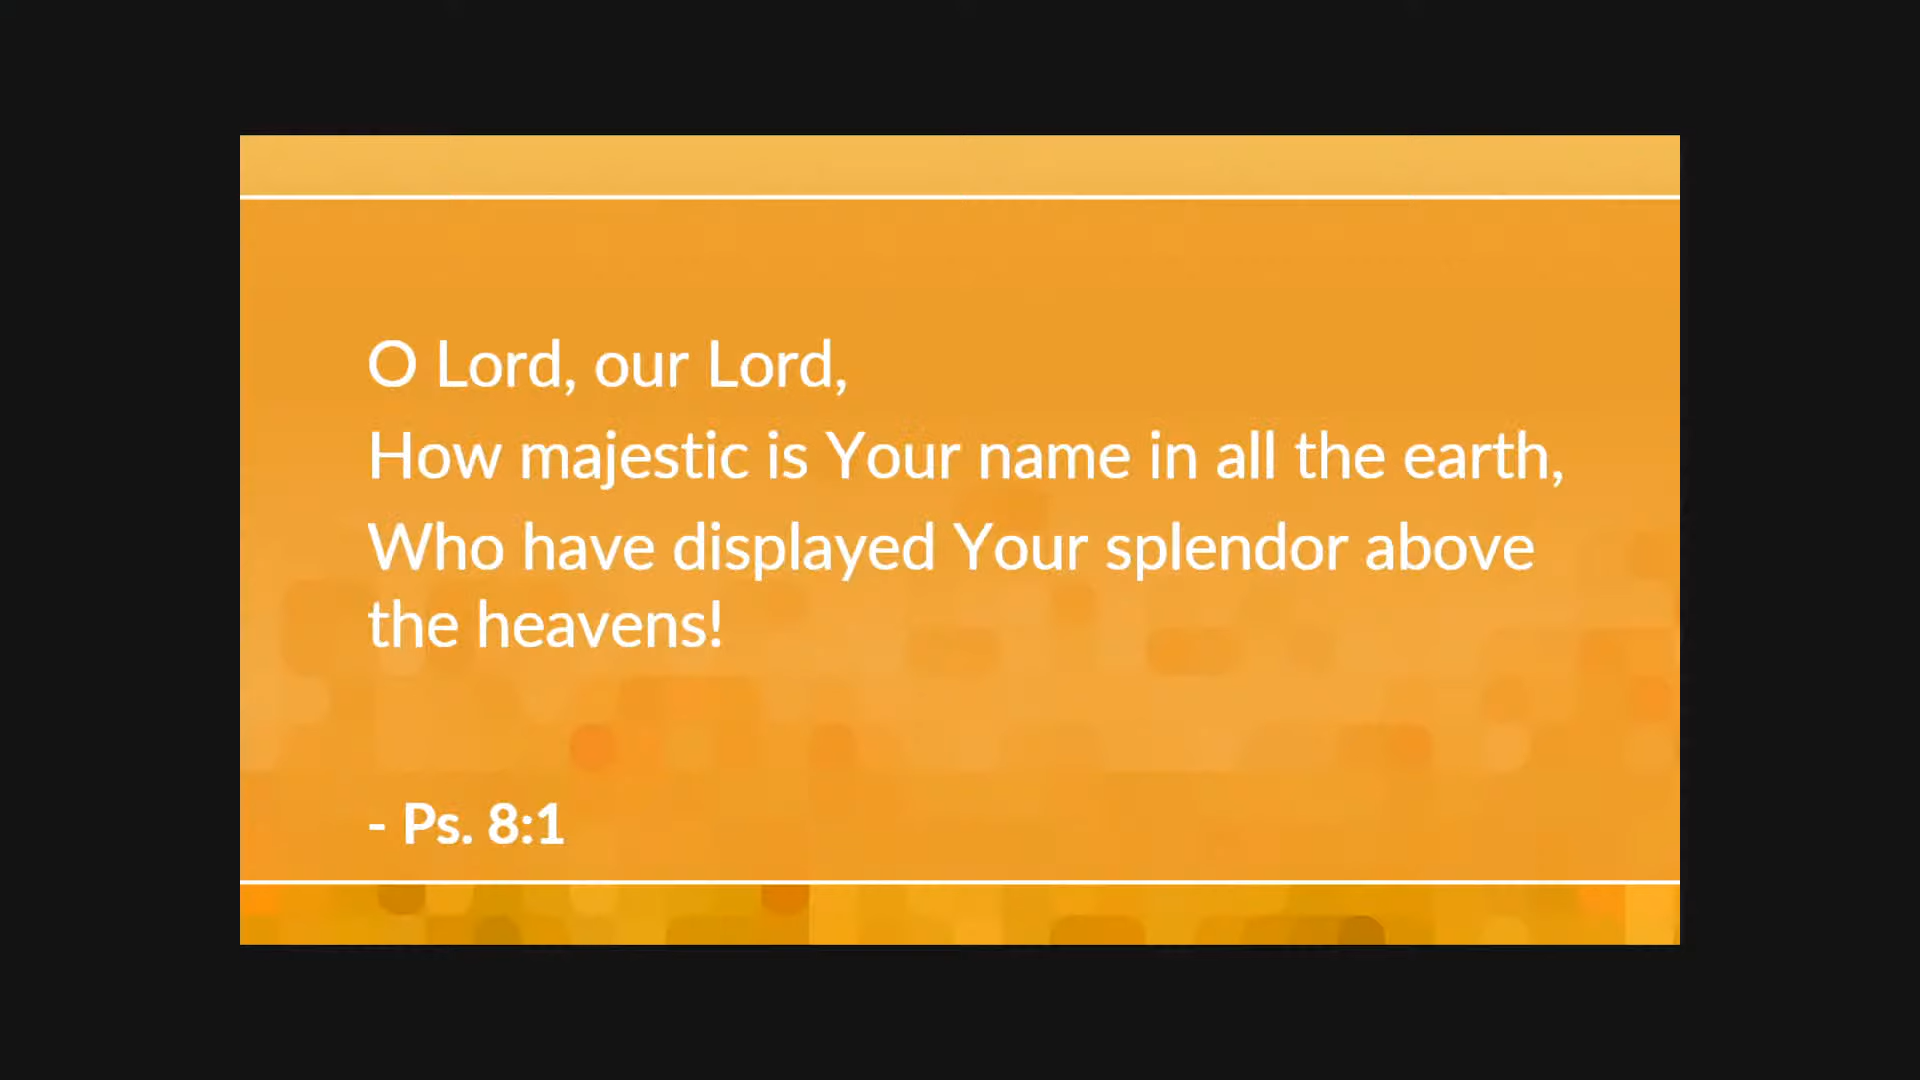 O Lord, our Lord,
How majestic is Your name in all the earth,
Who have displayed Your splendor above
the heavens!
- Ps. 8:1